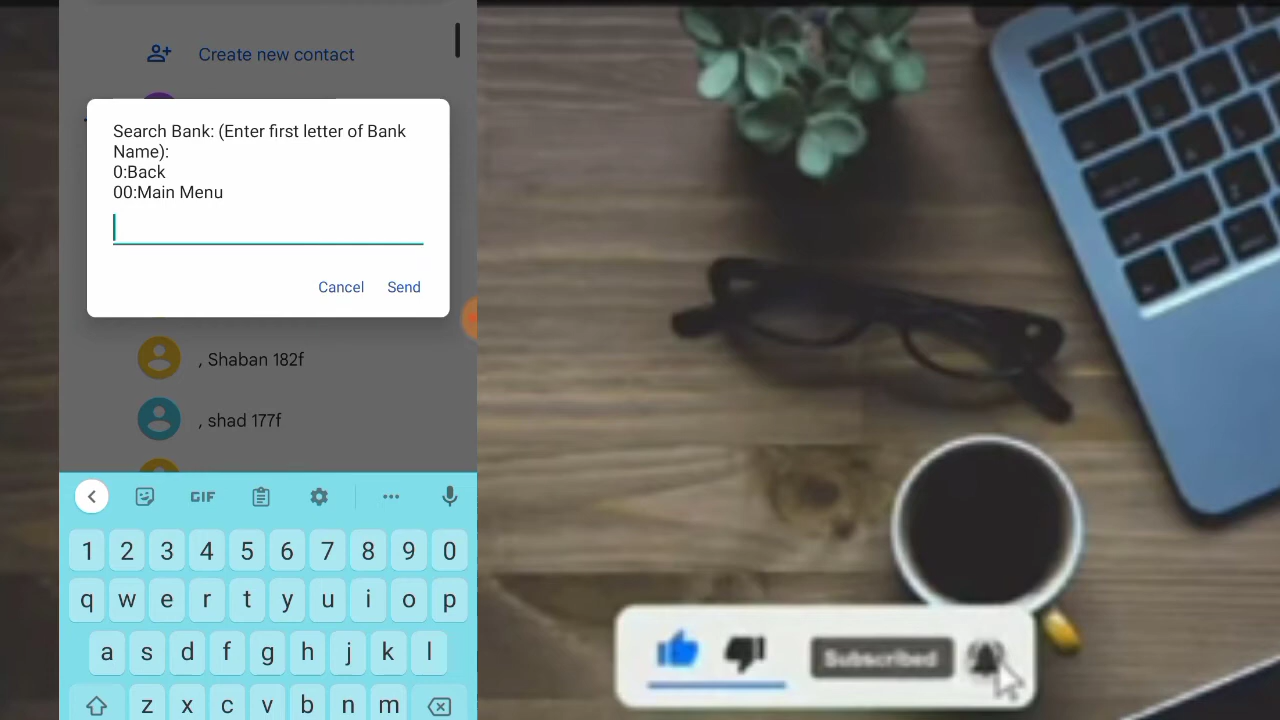 Create new contact
Search Bank: (Enter first letter of Bank
Name):
0:Back
00:Main Menu
Cancel
Send
, Shaban 182f
, shad 177f
GIF
1 2 3 4 5 6 7 8 9 0
q w e r t y u i o p
a s d f g h j k l
z x c v b n m
Subscribed